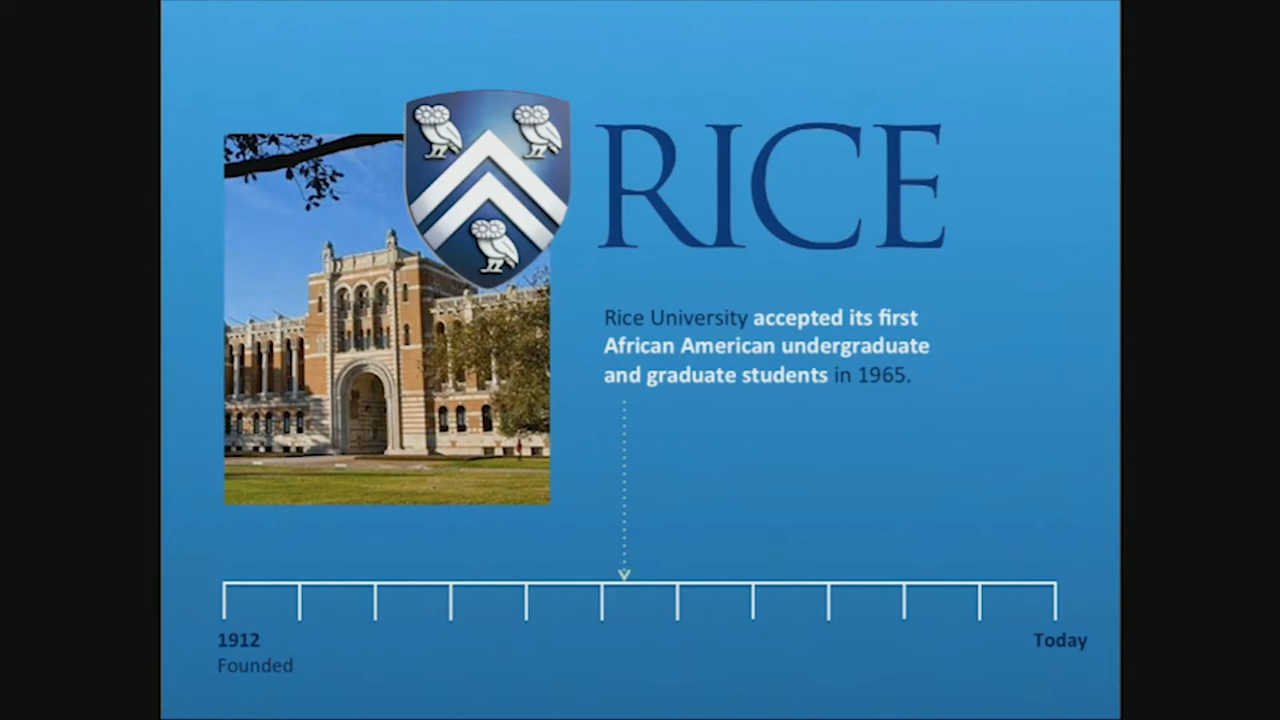 RICE
Rice University accepted its first
African American undergraduate
and graduate students in 1965.
1912
Founded
Today